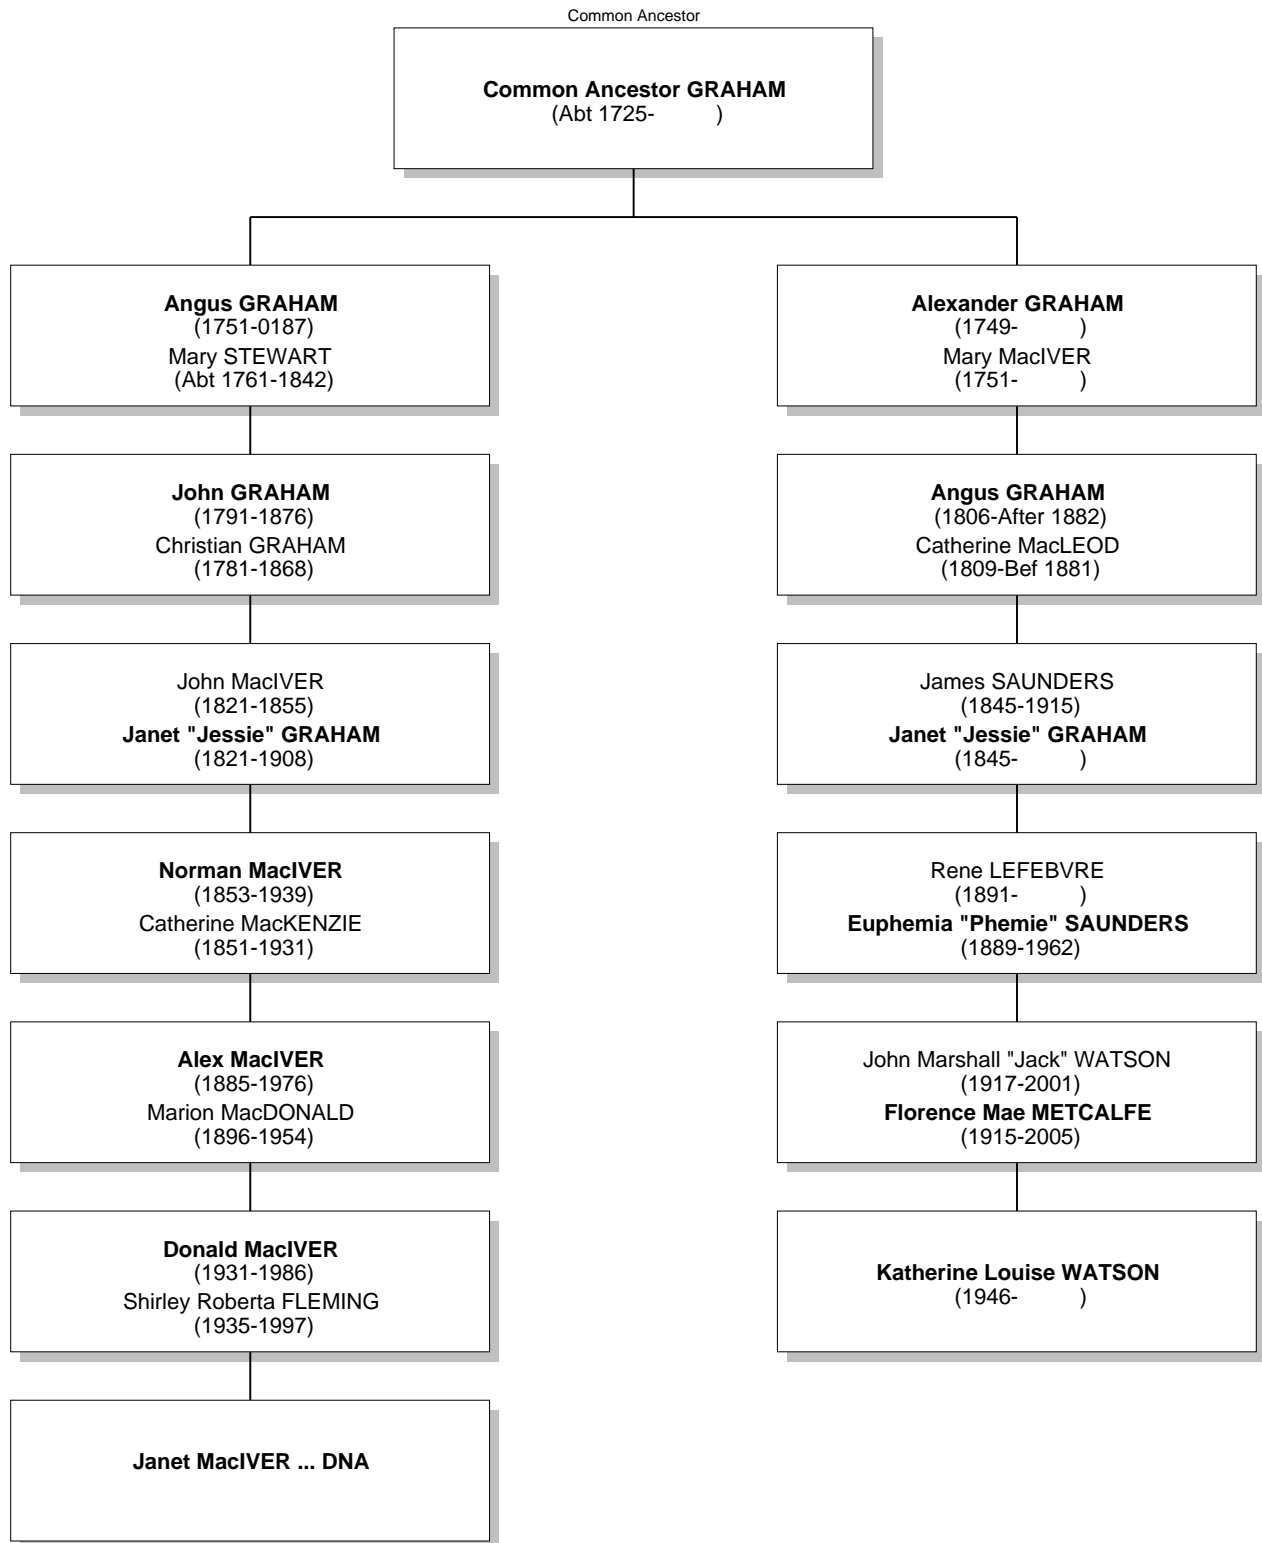 Common Ancestor
Common Ancestor GRAHAM
(Abt 1725- )
Angus GRAHAM
(1751-0187)
Mary STEWART
(Abt 1761-1842)
Alexander GRAHAM
(1749- )
Mary MacIVER
(1751- )
John GRAHAM
(1791-1876)
Christian GRAHAM
(1781-1868)
Angus GRAHAM
(1806-After 1882)
Catherine MacLEOD
(1809-Bef 1881)
John MacIVER
(1821-1855)
Janet "Jessie" GRAHAM
(1821-1908)
James SAUNDERS
(1845-1915)
Janet "Jessie" GRAHAM
(1845- )
Norman MacIVER
(1853-1939)
Catherine MacKENZIE
(1851-1931)
Rene LEFEBVRE
(1891- )
Euphemia "Phemie" SAUNDERS
(1889-1962)
Alex MacIVER
(1885-1976)
Marion MacDONALD
(1896-1954)
John Marshall "Jack" WATSON
(1917-2001)
Florence Mae METCALFE
(1915-2005)
Donald MacIVER
(1931-1986)
Shirley Roberta FLEMING
(1935-1997)
Katherine Louise WATSON
(1946- )
Janet MacIVER ... DNA